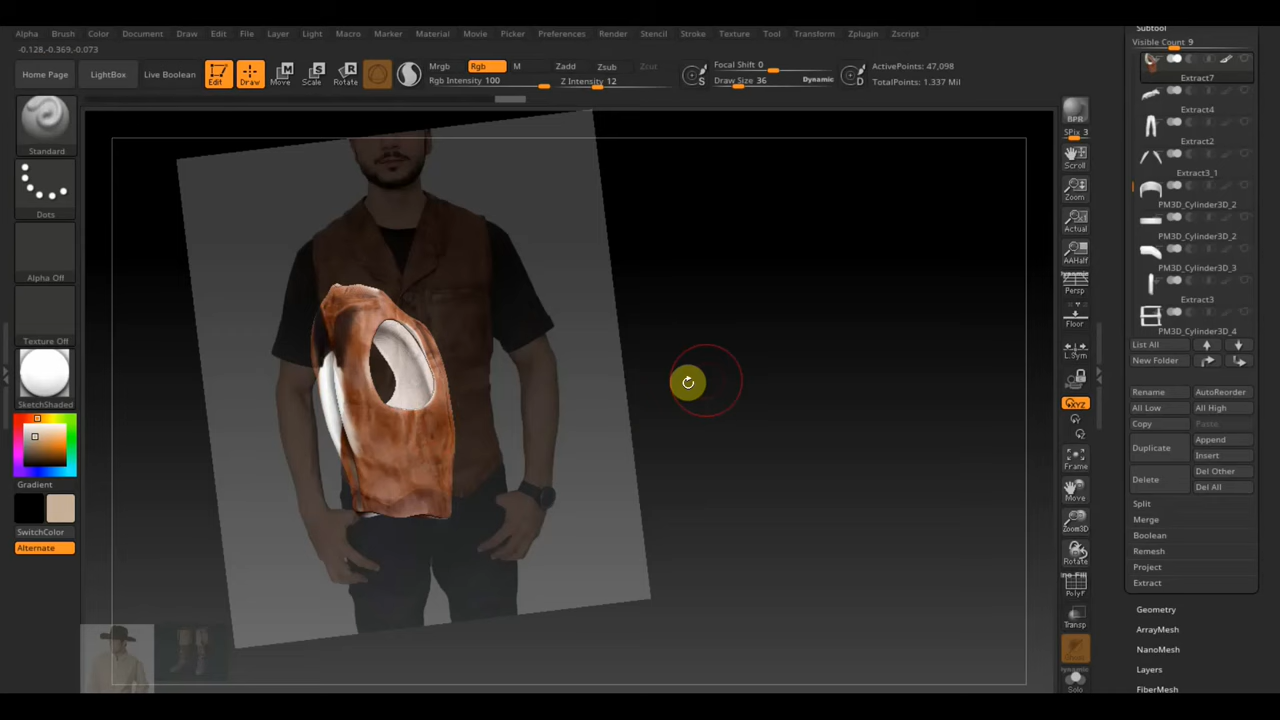 Alpha Brush Color Document Draw Edit File Layer Light Macro Marker Material Movie Picker Preferences Render Stencil Stroke Texture Tool Transform Zplugin Zscript
-0.128,-0.369,-0.073
Home Page LightBox Live Boolean Edit Draw Move Scale Rotate
Mrgb Rgb M Zadd Zsub Zcut
Rgb Intensity 100 Z Intensity 12
Focal Shift 0
Draw Size 36 Dynamic
S D
ActivePoints: 47,098
TotalPoints: 1.337 Mil
Standard
Dots
Alpha Off
Texture Off
SketchShaded
Gradient
SwitchColor
Alternate
BPR
SPix 3
Scroll
Zoom
Actual
AAHalf
Dynamic
Persp
Floor
L.Sym
XYZ
Frame
Move
Zoom3D
Rotate
Line Fill
PolyF
Transp
Dynamic
Solo
Subtool
Visible Count 9
Extract7
Extract4
Extract2
Extract3_1
PM3D_Cylinder3D_2
PM3D_Cylinder3D_2
PM3D_Cylinder3D_3
Extract3
PM3D_Cylinder3D_4
List All
New Folder
Rename AutoReorder
All Low All High
Copy Paste
Duplicate Append
Insert
Delete Del Other
Del All
Split
Merge
Boolean
Remesh
Project
Extract
Geometry
ArrayMesh
NanoMesh
Layers
FiberMesh